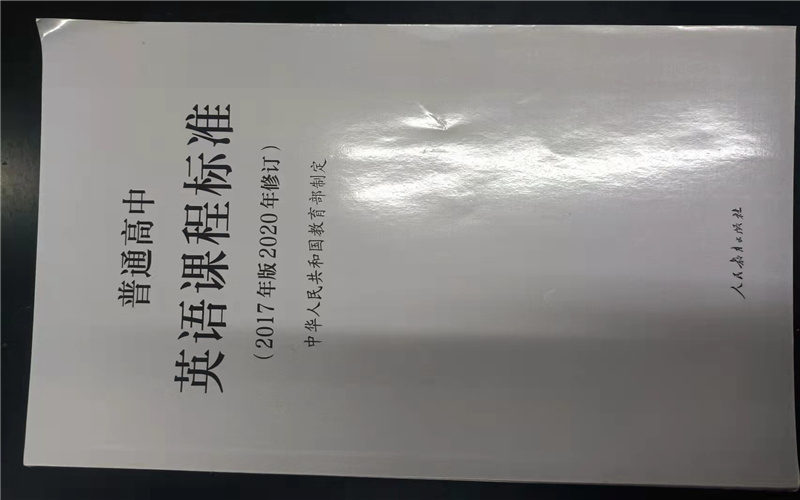 普通高中
英语课程标准
（2017年版2020年修订）
中华人民共和国教育部制定
人民教育出版社